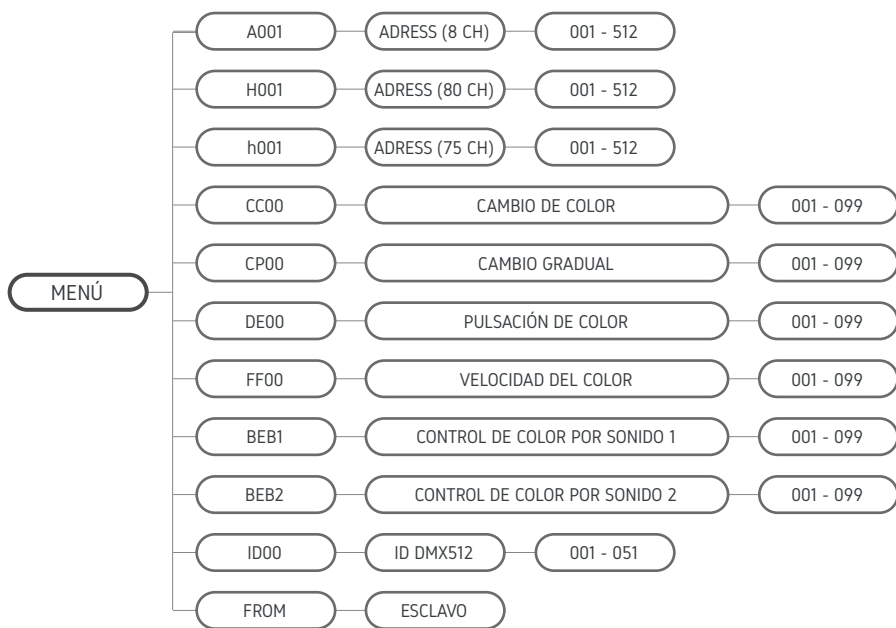 A001 ADRESS (8 CH) 001 - 512
H001 ADRESS (80 CH) 001 - 512
h001 ADRESS (75 CH) 001 - 512
CC00 CAMBIO DE COLOR 001 - 099
CP00 CAMBIO GRADUAL 001 - 099
MENÚ
DE00 PULSACIÓN DE COLOR 001 - 099
FF00 VELOCIDAD DEL COLOR 001 - 099
BEB1 CONTROL DE COLOR POR SONIDO 1 001 - 099
BEB2 CONTROL DE COLOR POR SONIDO 2 001 - 099
ID00 ID DMX512 001 - 051
FROM ESCLAVO